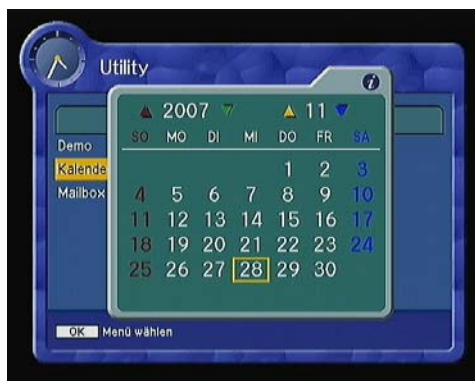 Utility
i
2007 11
SO MO DI MI DO FR SA
1 2 3
4 5 6 7 8 9 10
11 12 13 14 15 16 17
18 19 20 21 22 23 24
25 26 27 28 29 30
Demo
Kalende
Mailbox
OK Menü wählen